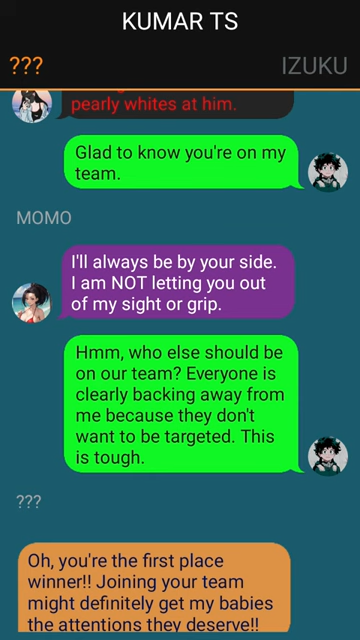 KUMAR TS
??? IZUKU
pearly whites at him.
Glad to know you're on my
team.
MOMO
I'll always be by your side.
I am NOT letting you out
of my sight or grip.
Hmm, who else should be
on our team? Everyone is
clearly backing away from
me because they don't
want to be targeted. This
is tough.
???
Oh, you're the first place
winner!! Joining your team
might definitely get my babies
the attentions they deserve!!